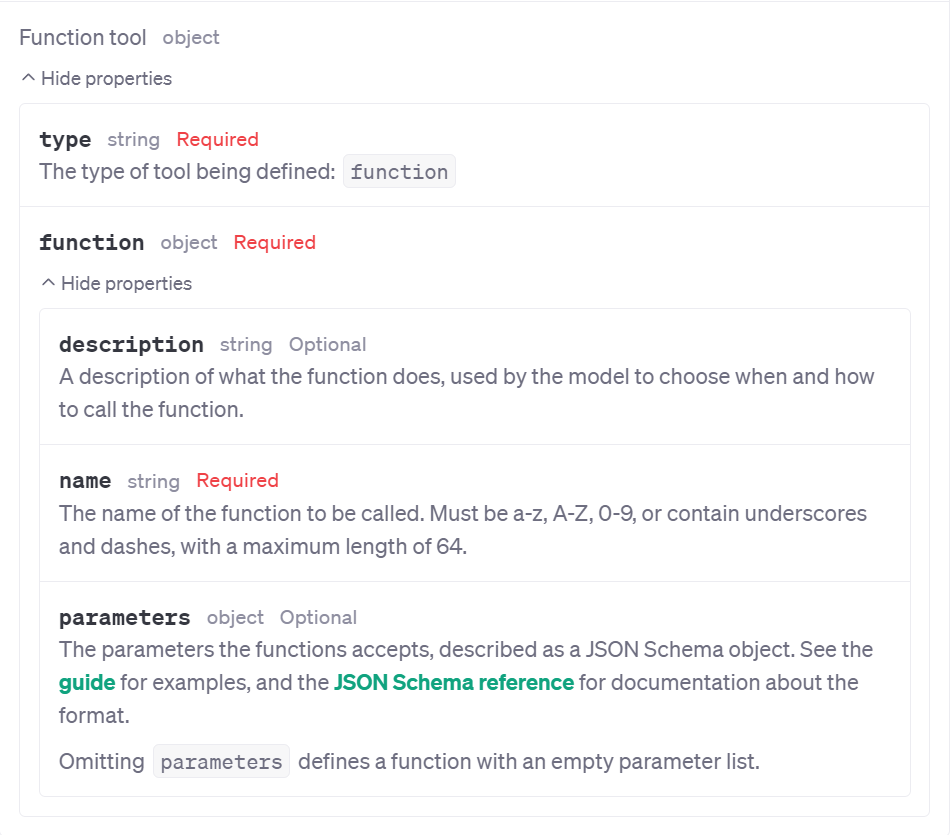 Function tool object
Hide properties
type string Required
The type of tool being defined: function
function object Required
Hide properties
description string Optional
A description of what the function does, used by the model to choose when and how
to call the function.
name string Required
The name of the function to be called. Must be a-z, A-Z, 0-9, or contain underscores
and dashes, with a maximum length of 64.
parameters object Optional
The parameters the functions accepts, described as a JSON Schema object. See the
guide for examples, and the JSON Schema reference for documentation about the
format.
Omitting parameters defines a function with an empty parameter list.